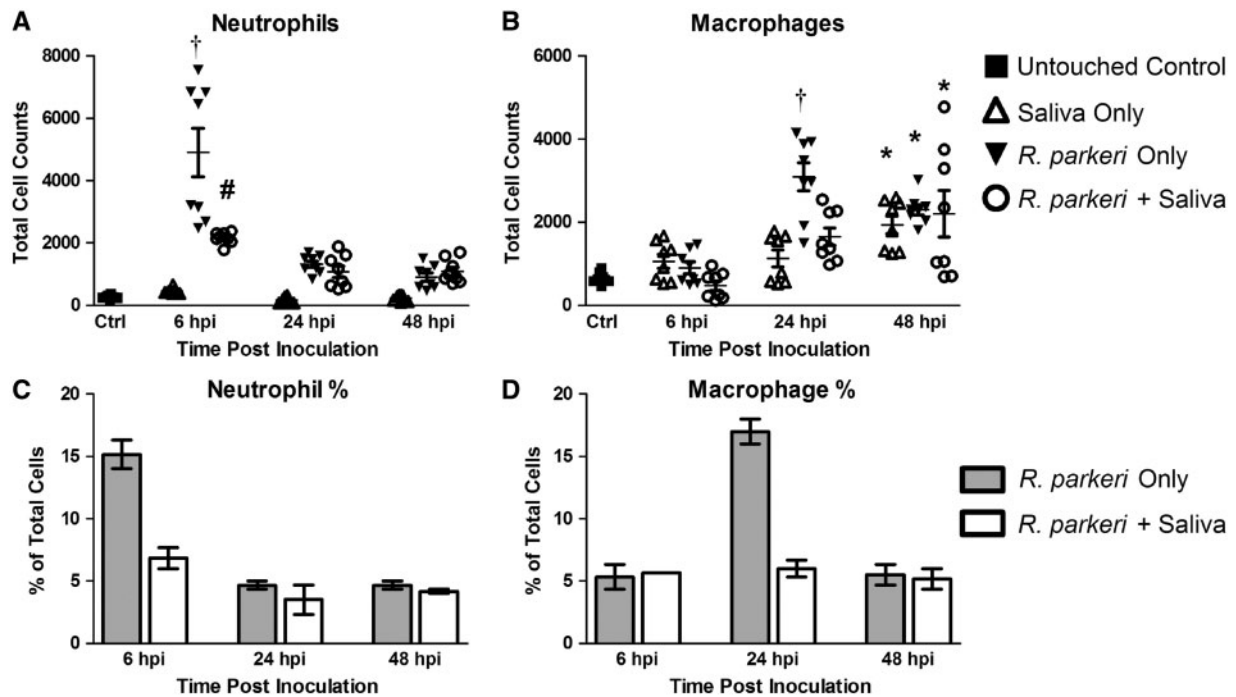 A
Neutrophils
†
#
Total Cell Counts
8000
6000
4000
2000
0
Ctrl 6 hpi 24 hpi 48 hpi
Time Post Inoculation
B
Macrophages
†
* * *
Total Cell Counts
6000
4000
2000
0
Ctrl 6 hpi 24 hpi 48 hpi
Time Post Inoculation
Untouched Control
Saliva Only
R. parkeri Only
R. parkeri + Saliva
C
Neutrophil %
% of Total Cells
20
15
10
5
0
6 hpi 24 hpi 48 hpi
Time Post Inoculation
D
Macrophage %
% of Total Cells
20
15
10
5
0
6 hpi 24 hpi 48 hpi
Time Post Inoculation
R. parkeri Only
R. parkeri + Saliva